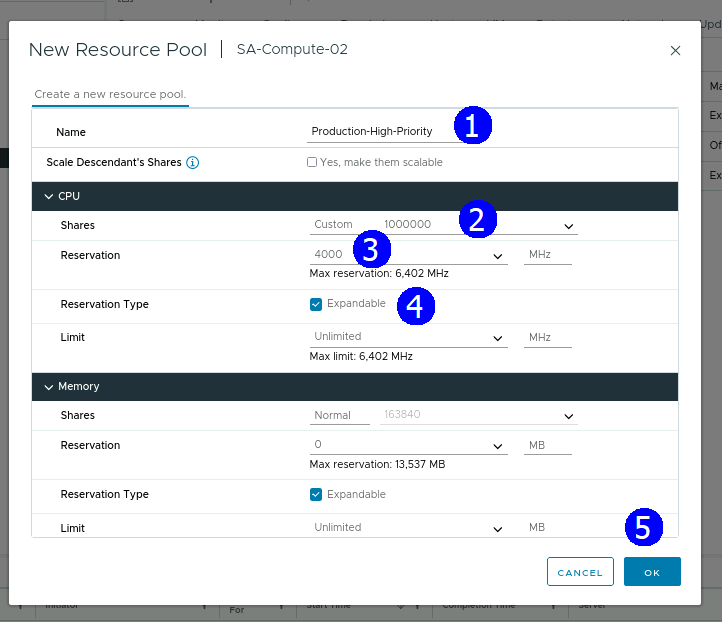 New Resource Pool | SA-Compute-02
Create a new resource pool.
Name Production-High-Priority 1
Scale Descendant's Shares Yes, make them scalable
CPU
Shares Custom 1000000 2
Reservation 4000 3 MHz
Max reservation: 6,402 MHz
Reservation Type Expandable 4
Limit Unlimited MHz
Max limit: 6,402 MHz
Memory
Shares Normal 163840
Reservation 0 MB
Max reservation: 13,537 MB
Reservation Type Expandable
Limit Unlimited MB
5
CANCEL OK
Initiator For Start Time Completion Time Server